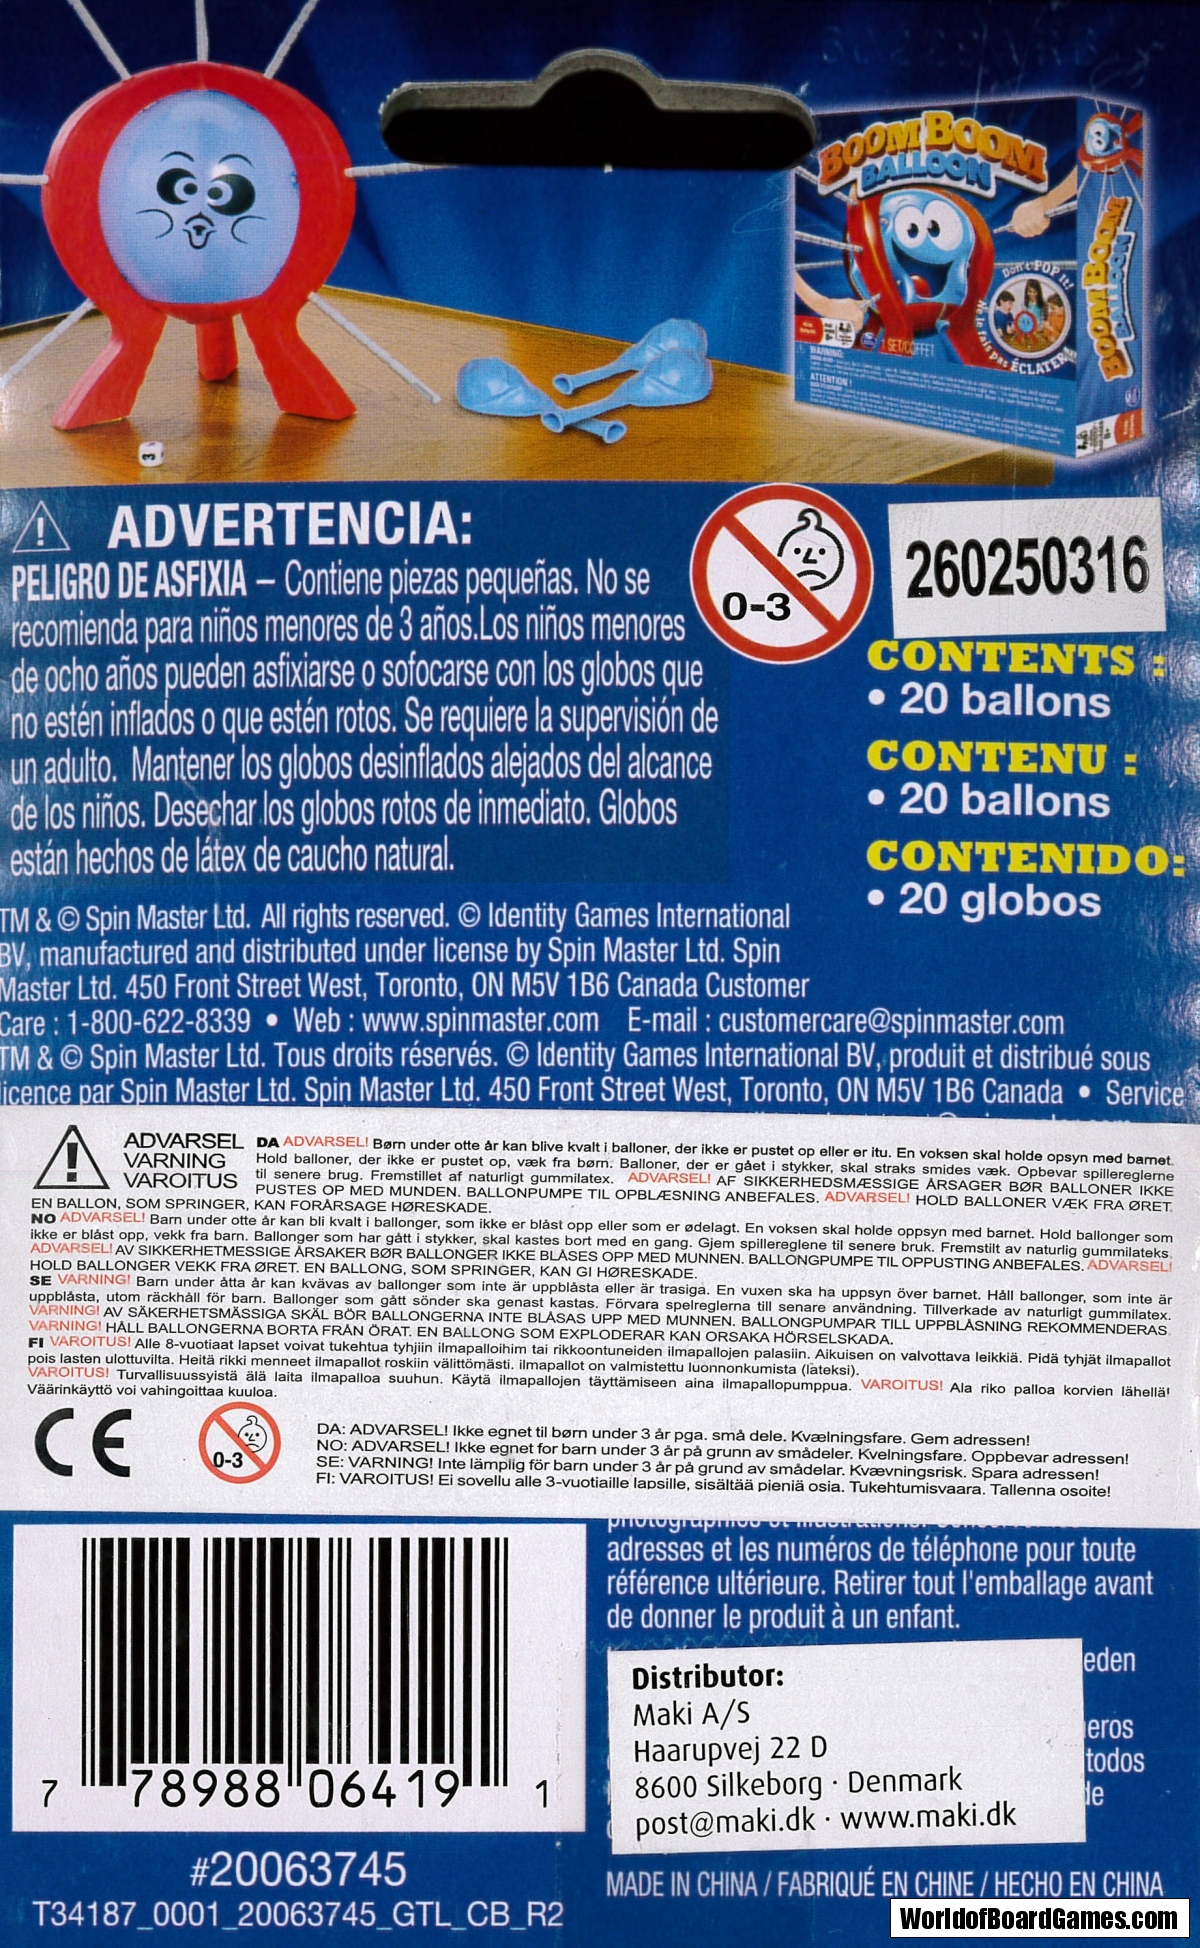 BOOM BOOM
BALLOON
Don't POP it!
Ne le fais pas ÉCLATER!
1 SET/COFFRET
WARNING:
ATTENTION !
BOOM BOOM
BALLOON
3
ADVERTENCIA:
PELIGRO DE ASFIXIA – Contiene piezas pequeñas. No se
recomienda para niños menores de 3 años.Los niños menores
de ocho años pueden asfixiarse o sofocarse con los globos que
no estén inflados o que estén rotos. Se requiere la supervisión de
un adulto. Mantener los globos desinflados alejados del alcance
de los niños. Desechar los globos rotos de inmediato. Globos
están hechos de látex de caucho natural.
0-3
260250316
CONTENTS :
• 20 ballons
CONTENU :
• 20 ballons
CONTENIDO:
• 20 globos
TM & © Spin Master Ltd. All rights reserved. © Identity Games International
BV, manufactured and distributed under license by Spin Master Ltd. Spin
Master Ltd. 450 Front Street West, Toronto, ON M5V 1B6 Canada Customer
Care : 1-800-622-8339 • Web : www.spinmaster.com E-mail : customercare@spinmaster.com
TM & © Spin Master Ltd. Tous droits réservés. © Identity Games International BV, produit et distribué sous
licence par Spin Master Ltd. Spin Master Ltd. 450 Front Street West, Toronto, ON M5V 1B6 Canada • Service
ADVARSEL
VARNING
VAROITUS
DA ADVARSEL! Børn under otte år kan blive kvalt i balloner, der ikke er pustet op eller er itu. En voksen skal holde opsyn med barnet.
Hold balloner, der ikke er pustet op, væk fra børn. Balloner, der er gået i stykker, skal straks smides væk. Opbevar spillereglerne
til senere brug. Fremstillet af naturligt gummilatex. ADVARSEL! AF SIKKERHEDSMÆSSIGE ÅRSAGER BØR BALLONER IKKE
PUSTES OP MED MUNDEN. BALLONPUMPE TIL OPBLÆSNING ANBEFALES. ADVARSEL! HOLD BALLONER VÆK FRA ØRET.
EN BALLON, SOM SPRINGER, KAN FORÅRSAGE HØRESKADE.
NO ADVARSEL! Barn under otte år kan bli kvalt i ballonger, som ikke er blåst opp eller som er ødelagt. En voksen skal holde oppsyn med barnet. Hold ballonger som
ikke er blåst opp, vekk fra barn. Ballonger som har gått i stykker, skal kastes bort med en gang. Gjem spillereglene til senere bruk. Fremstilt av naturlig gummilateks.
ADVARSEL! AV SIKKERHETMESSIGE ÅRSAKER BØR BALLONGER IKKE BLÅSES OPP MED MUNNEN. BALLONGPUMPE TIL OPPUSTING ANBEFALES. ADVARSEL!
HOLD BALLONGER VEKK FRA ØRET. EN BALLONG, SOM SPRINGER, KAN GI HØRESKADE.
SE VARNING! Barn under åtta år kan kvävas av ballonger som inte är uppblåsta eller är trasiga. En vuxen ska ha uppsyn över barnet. Håll ballonger, som inte är
uppblåsta, utom räckhåll för barn. Ballonger som gått sönder ska genast kastas. Förvara spelreglerna till senare användning. Tillverkade av naturligt gummilatex.
VARNING! AV SÄKERHETSMÄSSIGA SKÄL BÖR BALLONGERNA INTE BLÅSAS UPP MED MUNNEN. BALLONGPUMPAR TILL UPPBLÅSNING REKOMMENDERAS.
VARNING! HÅLL BALLONGERNA BORTA FRÅN ÖRAT. EN BALLONG SOM EXPLODERAR KAN ORSAKA HÖRSELSKADA.
FI VAROITUS! Alle 8-vuotiaat lapset voivat tukehtua tyhjiin ilmapalloihim tai rikkoontuneiden ilmapallojen palasiin. Aikuisen on valvottava leikkiä. Pidä tyhjät ilmapallot
pois lasten ulottuvilta. Heitä rikki menneet ilmapallot roskiin välittömästi. ilmapallot on valmistettu luonnonkumista (lateksi).
VAROITUS! Turvallisuussyistä älä laita ilmapalloa suuhun. Käytä ilmapallojen täyttämiseen aina ilmapallopumppua. VAROITUS! Ala riko palloa korvien lähellä!
Väärinkäyttö voi vahingoittaa kuuloa.
CE
0-3
DA: ADVARSEL! Ikke egnet til børn under 3 år pga. små dele. Kvælningsfare. Gem adressen!
NO: ADVARSEL! Ikke egnet for barn under 3 år på grunn av smådeler. Kvelningsfare. Oppbevar adressen!
SE: VARNING! Inte lämplig för barn under 3 år på grund av smådelar. Kvævningsrisk. Spara adressen!
FI: VAROITUS! Ei sovellu alle 3-vuotiaille lapsille, sisältää pieniä osia. Tukehtumisvaara. Tallenna osoite!
adresses et les numéros de téléphone pour toute
référence ultérieure. Retirer tout l'emballage avant
de donner le produit à un enfant.
eden
eros
todos
de
Distributor:
Maki A/S
Haarupvej 22 D
8600 Silkeborg · Denmark
post@maki.dk · www.maki.dk
7 78988 06419 1
#20063745
T34187_0001_20063745_GTL_CB_R2
MADE IN CHINA / FABRIQUÉ EN CHINE / HECHO EN CHINA
WorldofBoardGames.com